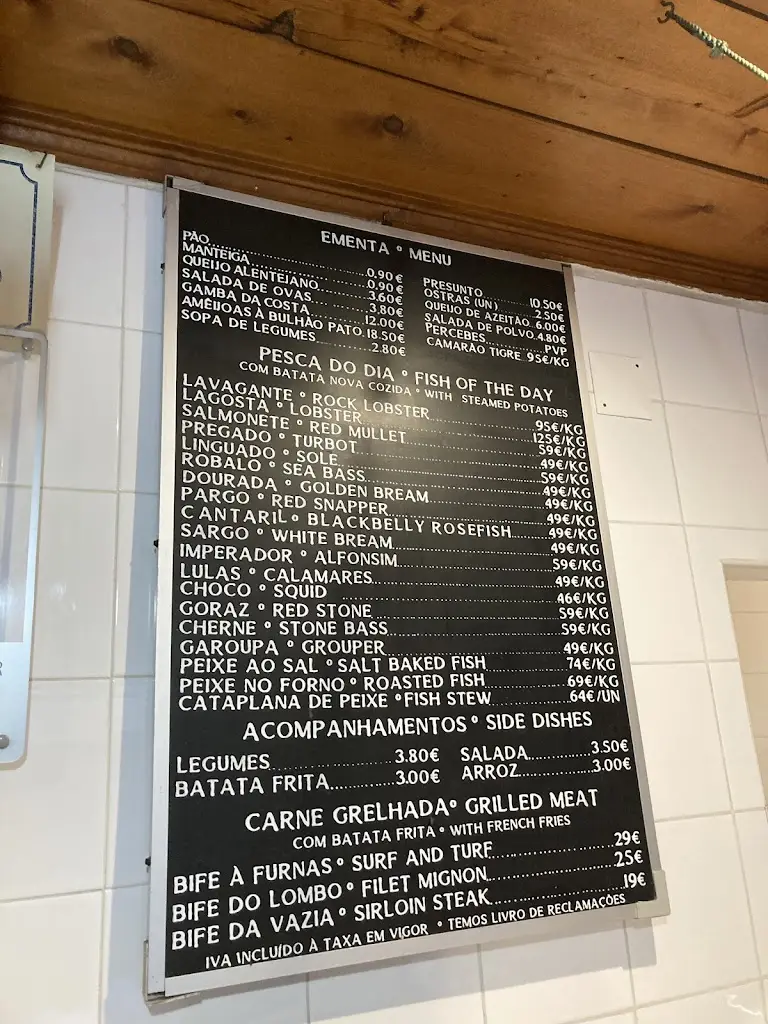 EMENTA ° MENU
PÃO 0.90€
MANTEIGA 0.90€
QUEIJO ALENTEJANO 3.60€
SALADA DE OVAS 3.80€
GAMBA DA COSTA 12.00€
AMÊIJOAS À BULHÃO PATO 18.50€
SOPA DE LEGUMES 2.80€
PRESUNTO 10.50€
OSTRAS (UN) 2.50€
QUEIJO DE AZEITÃO 6.00€
SALADA DE POLVO 4.80€
PERCEBES PVP
CAMARÃO TIGRE 95€/KG
PESCA DO DIA ° FISH OF THE DAY
COM BATATA NOVA COZIDA ° WITH STEAMED POTATOES
LAVAGANTE ° ROCK LOBSTER 95€/KG
LAGOSTA ° LOBSTER 125€/KG
SALMONETE ° RED MULLET 59€/KG
PREGADO ° TURBOT 49€/KG
LINGUADO ° SOLE 59€/KG
ROBALO ° SEA BASS 49€/KG
DOURADA ° GOLDEN BREAM 49€/KG
PARGO ° RED SNAPPER 49€/KG
CANTARIL ° BLACKBELLY ROSEFISH 49€/KG
SARGO ° WHITE BREAM 49€/KG
IMPERADOR ° ALFONSIM 59€/KG
LULAS ° CALAMARES 49€/KG
CHOCO ° SQUID 46€/KG
GORAZ ° RED STONE 59€/KG
CHERNE ° STONE BASS 59€/KG
GAROUPA ° GROUPER 49€/KG
PEIXE AO SAL ° SALT BAKED FISH 74€/KG
PEIXE NO FORNO ° ROASTED FISH 69€/KG
CATAPLANA DE PEIXE ° FISH STEW 64€/UN
ACOMPANHAMENTOS ° SIDE DISHES
LEGUMES 3.80€ SALADA 3.50€
BATATA FRITA 3.00€ ARROZ 3.00€
CARNE GRELHADA ° GRILLED MEAT
COM BATATA FRITA ° WITH FRENCH FRIES
BIFE À FURNAS ° SURF AND TURF 29€
BIFE DO LOMBO ° FILET MIGNON 25€
BIFE DA VAZIA ° SIRLOIN STEAK 19€
IVA INCLUÍDO À TAXA EM VIGOR ° TEMOS LIVRO DE RECLAMAÇÕES